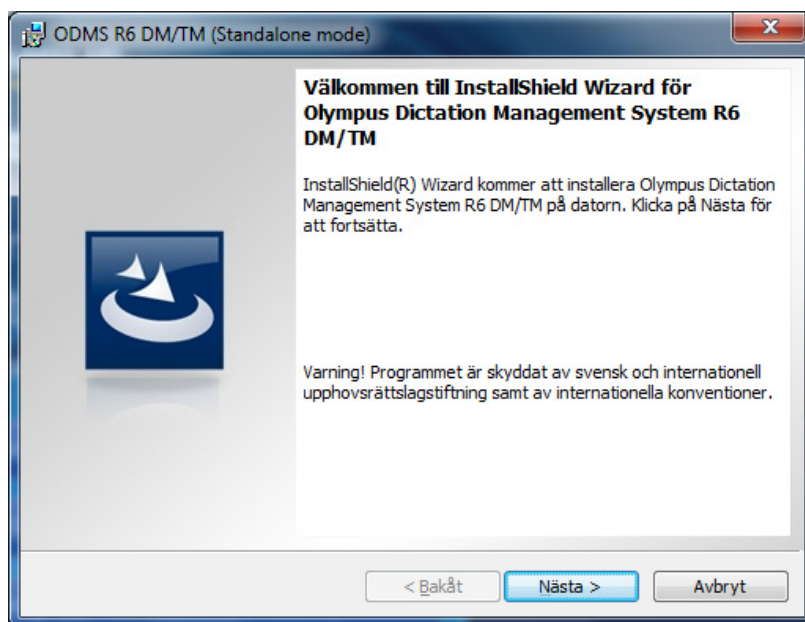 ODMS R6 DM/TM (Standalone mode)
Välkommen till InstallShield Wizard för
Olympus Dictation Management System R6
DM/TM
InstallShield(R) Wizard kommer att installera Olympus Dictation
Management System R6 DM/TM på datorn. Klicka på Nästa för
att fortsätta.
Varning! Programmet är skyddat av svensk och internationell
upphovsrättslagstiftning samt av internationella konventioner.
< Bakåt Nästa > Avbryt